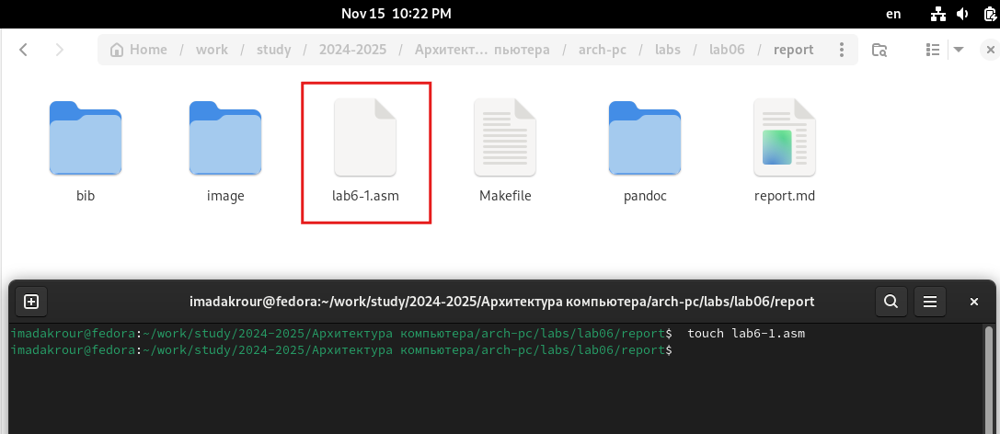 Nov 15 10:22 PM
en
Home / work / study / 2024-2025 / Архитект… пьютера / arch-pc / labs / lab06 / report
bib
image
lab6-1.asm
Makefile
pandoc
report.md
imadakrour@fedora:~/work/study/2024-2025/Архитектура компьютера/arch-pc/labs/lab06/report
imadakrour@fedora:~/work/study/2024-2025/Архитектура компьютера/arch-pc/labs/lab06/report$  touch lab6-1.asm
imadakrour@fedora:~/work/study/2024-2025/Архитектура компьютера/arch-pc/labs/lab06/report$